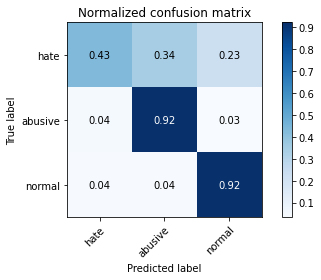 Normalized confusion matrix
True label
hate
0.43 0.34 0.23
abusive
0.04 0.92 0.03
normal
0.04 0.04 0.92
hate abusive normal
Predicted label
0.9
0.8
0.7
0.6
0.5
0.4
0.3
0.2
0.1